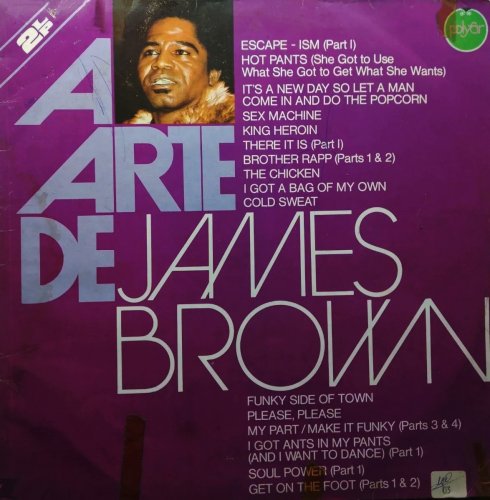 2LP
A
ARTE
DE
JAMES
BROWN
polyfar
ESCAPE - ISM (Part I)
HOT PANTS (She Got to Use
What She Got to Get What She Wants)
IT'S A NEW DAY SO LET A MAN
COME IN AND DO THE POPCORN
SEX MACHINE
KING HEROIN
THERE IT IS (Part I)
BROTHER RAPP (Parts 1 & 2)
THE CHICKEN
I GOT A BAG OF MY OWN
COLD SWEAT
FUNKY SIDE OF TOWN
PLEASE, PLEASE
MY PART / MAKE IT FUNKY (Parts 3 & 4)
I GOT ANTS IN MY PANTS
(AND I WANT TO DANCE) (Part 1)
SOUL POWER (Part 1)
GET ON THE FOOT (Parts 1 & 2)